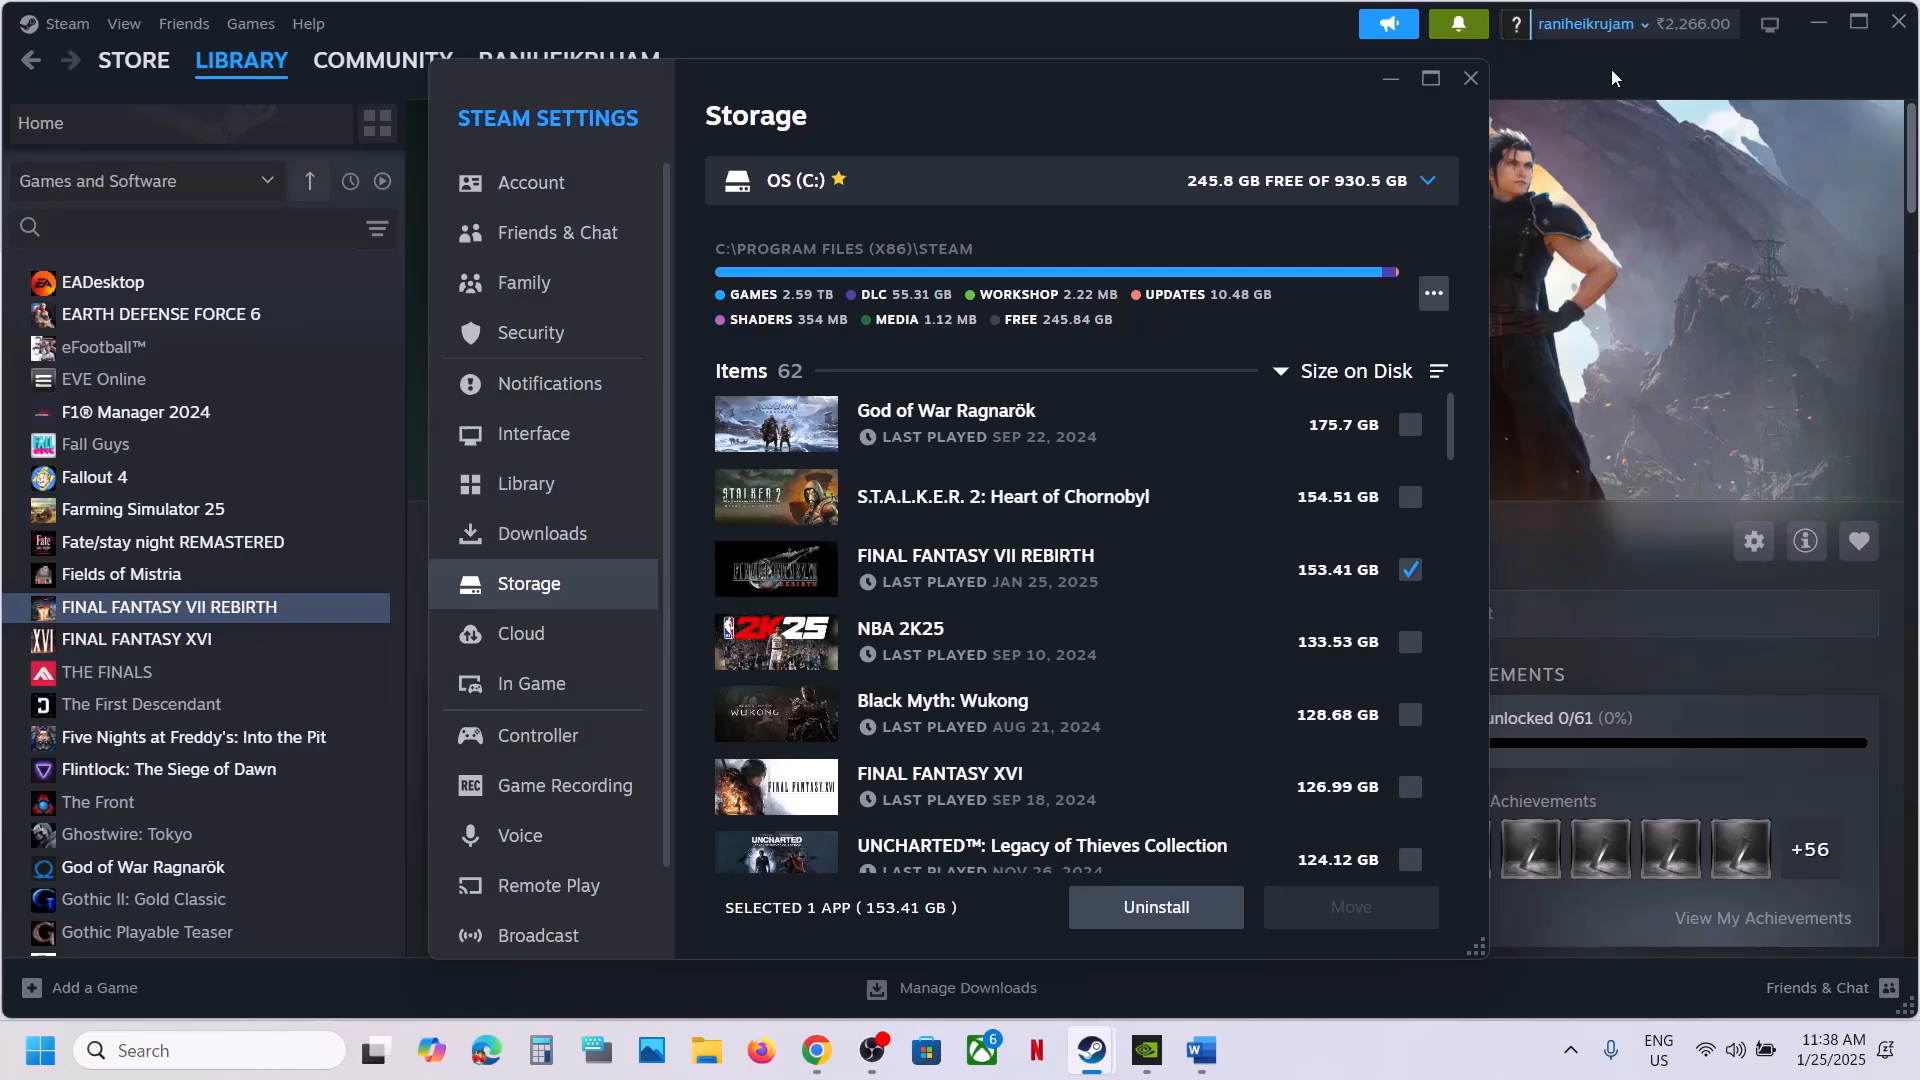 Steam View Friends Games Help
raniheikrujam ₹2,266.00
STORE LIBRARY COMMUNITY RANIHEIKRUJAM
Home
Games and Software
EADesktop
EARTH DEFENSE FORCE 6
eFootball™
EVE Online
F1® Manager 2024
Fall Guys
Fallout 4
Farming Simulator 25
Fate/stay night REMASTERED
Fields of Mistria
FINAL FANTASY VII REBIRTH
FINAL FANTASY XVI
THE FINALS
The First Descendant
Five Nights at Freddy's: Into the Pit
Flintlock: The Siege of Dawn
The Front
Ghostwire: Tokyo
God of War Ragnarök
Gothic II: Gold Classic
Gothic Playable Teaser
STEAM SETTINGS
Account
Friends & Chat
Family
Security
Notifications
Interface
Library
Downloads
Storage
Cloud
In Game
Controller
REC Game Recording
Voice
Remote Play
Broadcast
Storage
OS (C:) 245.8 GB FREE OF 930.5 GB
C:\PROGRAM FILES (X86)\STEAM
GAMES 2.59 TB DLC 55.31 GB WORKSHOP 2.22 MB UPDATES 10.48 GB
SHADERS 354 MB MEDIA 1.12 MB FREE 245.84 GB
Items 62 Size on Disk
God of War Ragnarök
LAST PLAYED SEP 22, 2024
175.7 GB
S.T.A.L.K.E.R. 2: Heart of Chornobyl
154.51 GB
FINAL FANTASY VII REBIRTH
LAST PLAYED JAN 25, 2025
153.41 GB
NBA 2K25
LAST PLAYED SEP 10, 2024
133.53 GB
Black Myth: Wukong
LAST PLAYED AUG 21, 2024
128.68 GB
FINAL FANTASY XVI
LAST PLAYED SEP 18, 2024
126.99 GB
UNCHARTED™: Legacy of Thieves Collection
LAST PLAYED NOV 26, 2024
124.12 GB
SELECTED 1 APP ( 153.41 GB )
Uninstall
Move
EMENTS
unlocked 0/61 (0%)
Achievements
+56
View My Achievements
Add a Game
Manage Downloads
Friends & Chat
Search
6
ENG
US
11:38 AM
1/25/2025